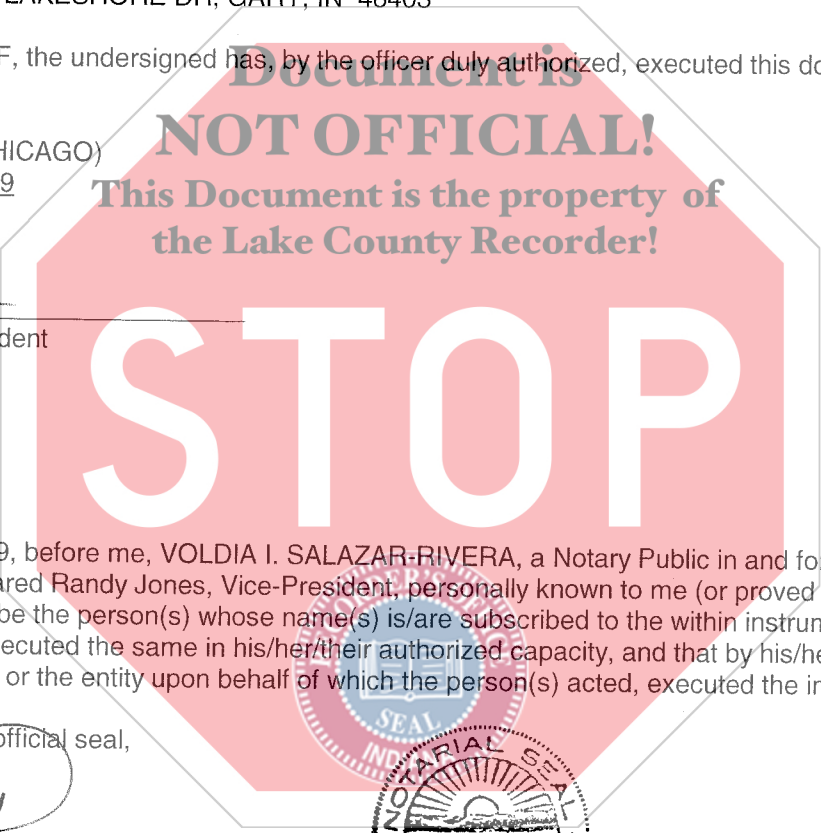 LAKESHORE DR, GARY, IN 46403
F, the undersigned has, by the officer duly authorized, executed this do
Document is
NOT OFFICIAL!
HICAGO)
9
This Document is the property of
the Lake County Recorder!
dent
STOP
9, before me, VOLDIA I. SALAZAR-RIVERA, a Notary Public in and fo
ared Randy Jones, Vice-President, personally known to me (or proved
be the person(s) whose name(s) is/are subscribed to the within instrum
ecuted the same in his/her/their authorized capacity, and that by his/he
or the entity upon behalf of which the person(s) acted, executed the in
SEAL
INDIANA
official seal,
NOTARIAL SEAL